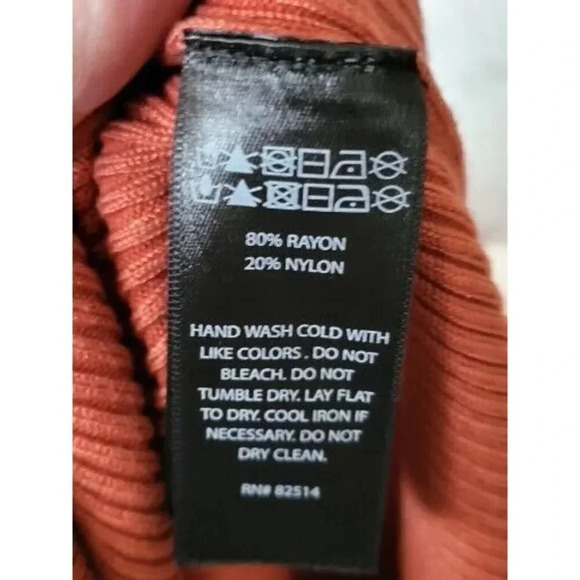 80% RAYON
20% NYLON
HAND WASH COLD WITH
LIKE COLORS. DO NOT
BLEACH. DO NOT
TUMBLE DRY. LAY FLAT
TO DRY. COOL IRON IF
NECESSARY. DO NOT
DRY CLEAN.
RN# 82514